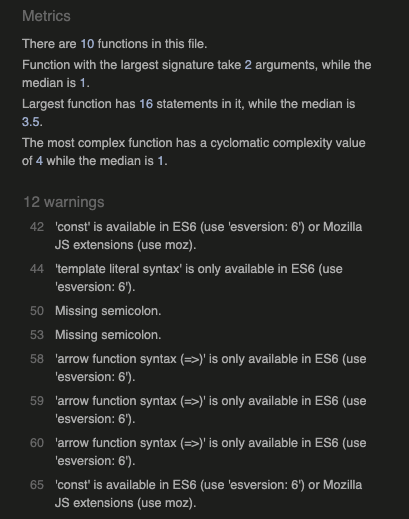 Metrics
There are 10 functions in this file.
Function with the largest signature take 2 arguments, while the
median is 1.
Largest function has 16 statements in it, while the median is
3.5.
The most complex function has a cyclomatic complexity value
of 4 while the median is 1.
12 warnings
42 'const' is available in ES6 (use 'esversion: 6') or Mozilla
JS extensions (use moz).
44 'template literal syntax' is only available in ES6 (use
'esversion: 6').
50 Missing semicolon.
53 Missing semicolon.
58 'arrow function syntax (=>)' is only available in ES6 (use
'esversion: 6').
59 'arrow function syntax (=>)' is only available in ES6 (use
'esversion: 6').
60 'arrow function syntax (=>)' is only available in ES6 (use
'esversion: 6').
65 'const' is available in ES6 (use 'esversion: 6') or Mozilla
JS extensions (use moz).